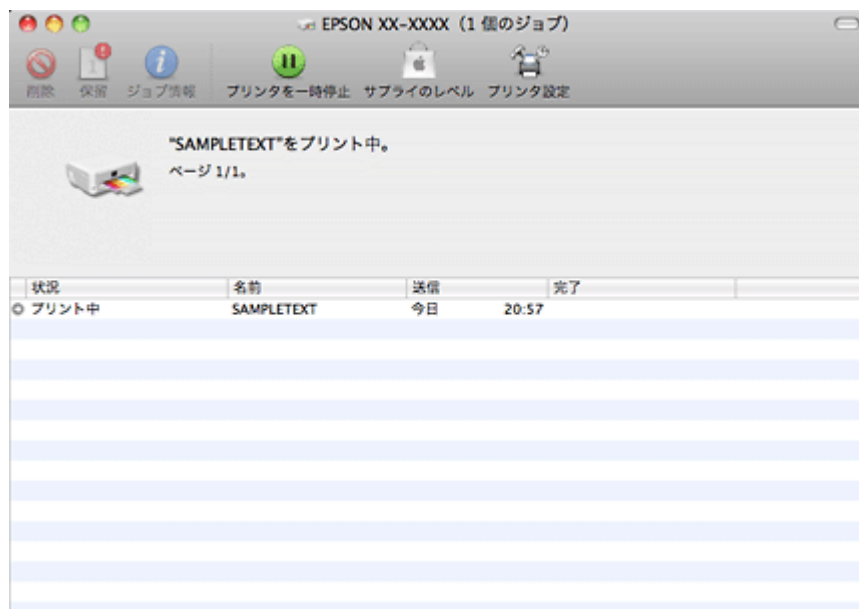 EPSON XX-XXXX（1 個のジョブ）
削除 保留 ジョブ情報 プリンタを一時停止 サプライのレベル プリンタ設定
"SAMPLETEXT"をプリント中。
ページ 1/1。
状況 名前 送信 完了
プリント中 SAMPLETEXT 今日 20:57